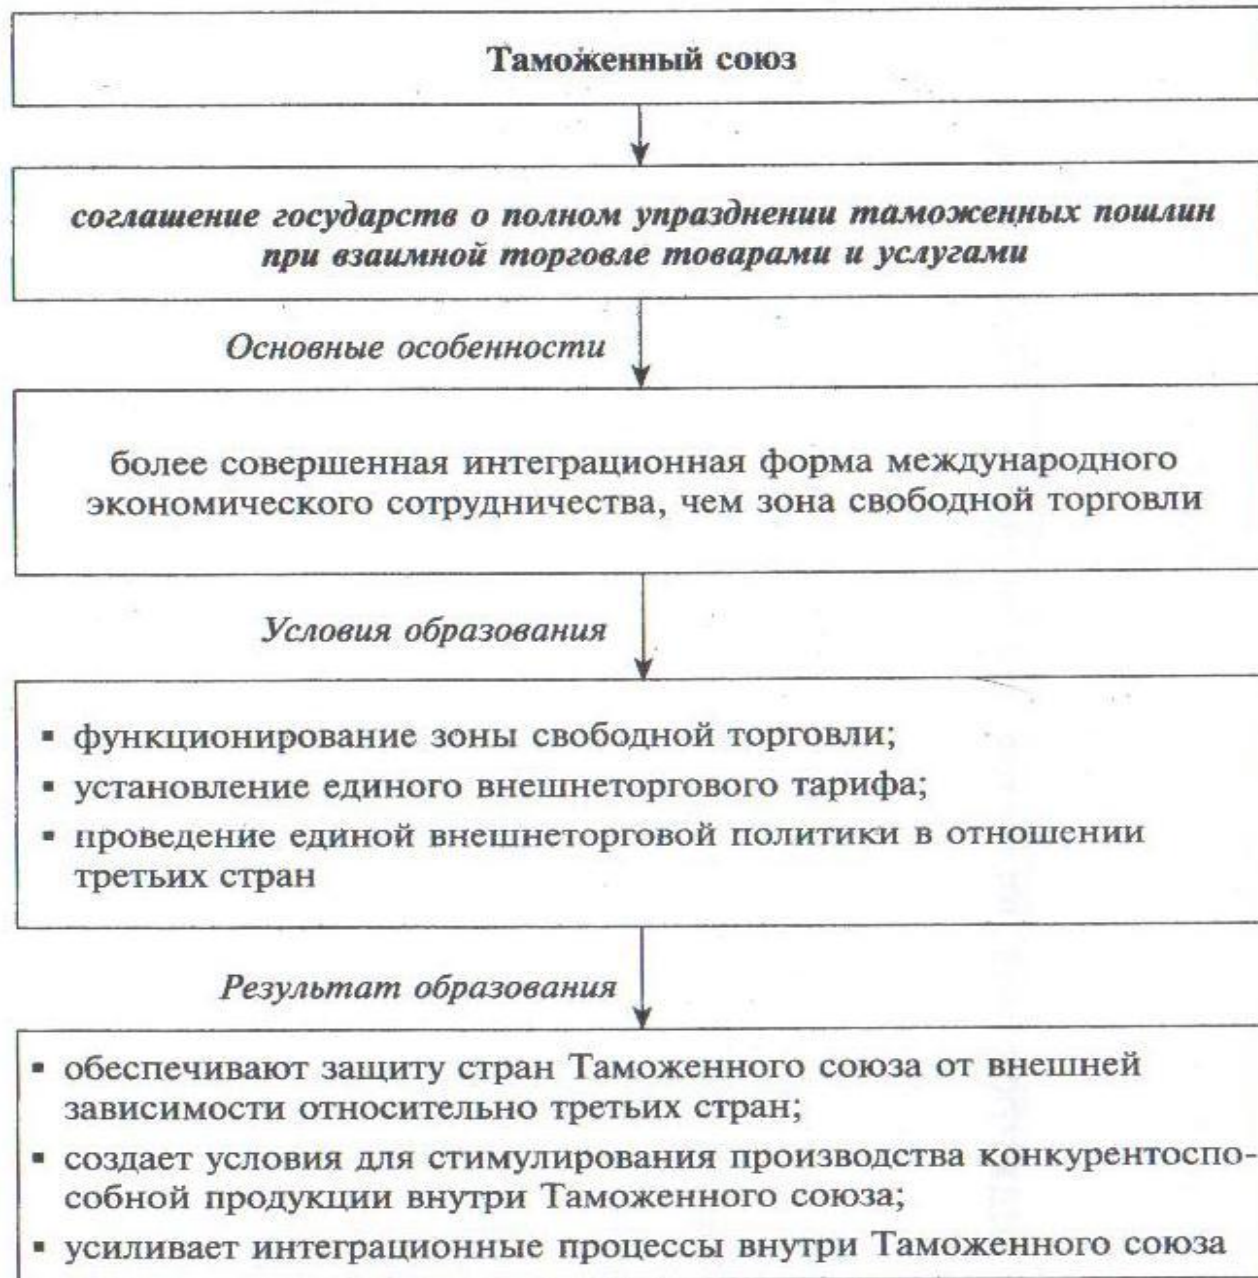 Таможенный союз
соглашение государств о полном упразднении таможенных пошлин
при взаимной торговле товарами и услугами
Основные особенности
более совершенная интеграционная форма международного
экономического сотрудничества, чем зона свободной торговли
Условия образования
▪ функционирование зоны свободной торговли;
▪ установление единого внешнеторгового тарифа;
▪ проведение единой внешнеторговой политики в отношении
третьих стран
Результат образования
▪ обеспечивают защиту стран Таможенного союза от внешней
зависимости относительно третьих стран;
▪ создает условия для стимулирования производства конкурентоспо-
собной продукции внутри Таможенного союза;
▪ усиливает интеграционные процессы внутри Таможенного союза